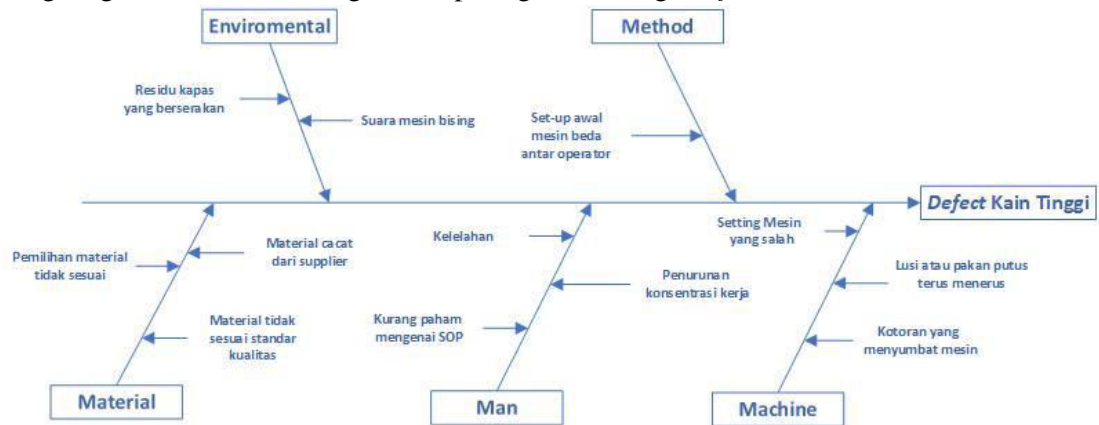 Enviromental
Method
Residu kapas
yang berserakan
Suara mesin bising
Set-up awal
mesin beda
antar operator
Defect Kain Tinggi
Pemilihan material
tidak sesuai
Material cacat
dari supplier
Material tidak
sesuai standar
kualitas
Kelelahan
Penurunan
konsentrasi kerja
Kurang paham
mengenai SOP
Setting Mesin
yang salah
Lusi atau pakan putus
terus menerus
Kotoran yang
menyumbat mesin
Material
Man
Machine